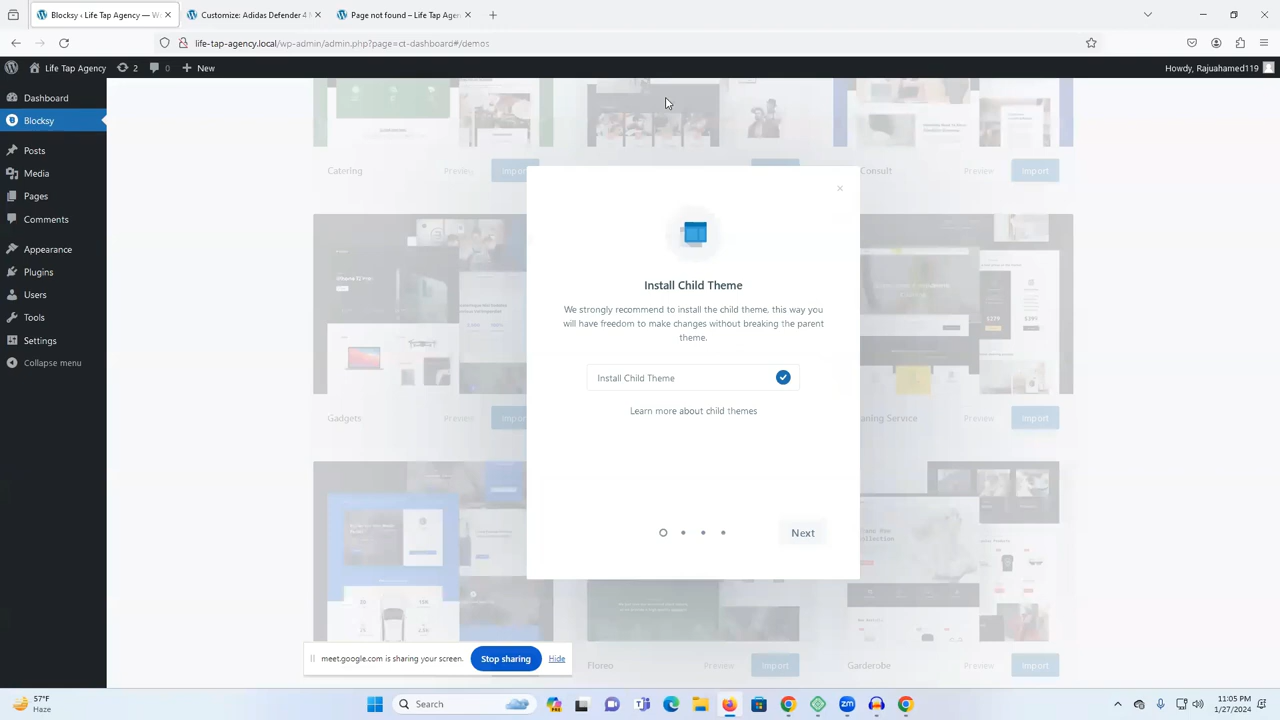 Blocksy ‹ Life Tap Agency — W
Customize: Adidas Defender 4
Page not found – Life Tap Agenc
life-tap-agency.local/wp-admin/admin.php?page=ct-dashboard#/demos
Life Tap Agency
2
0
New
Howdy, Rajuahamed119
Dashboard
Blocksy
Posts
Media
Pages
Comments
Appearance
Plugins
Users
Tools
Settings
Collapse menu
Catering
Preview
Import
Consult
Preview
Import
Install Child Theme
We strongly recommend to install the child theme, this way you
will have freedom to make changes without breaking the parent
theme.
Install Child Theme
Learn more about child themes
Next
Gadgets
Preview
Import
aning Service
Preview
Import
Floreo
Preview
Import
Garderobe
Preview
Import
meet.google.com is sharing your screen.
Stop sharing
Hide
57°F
Haze
Search
11:05 PM
1/27/2024